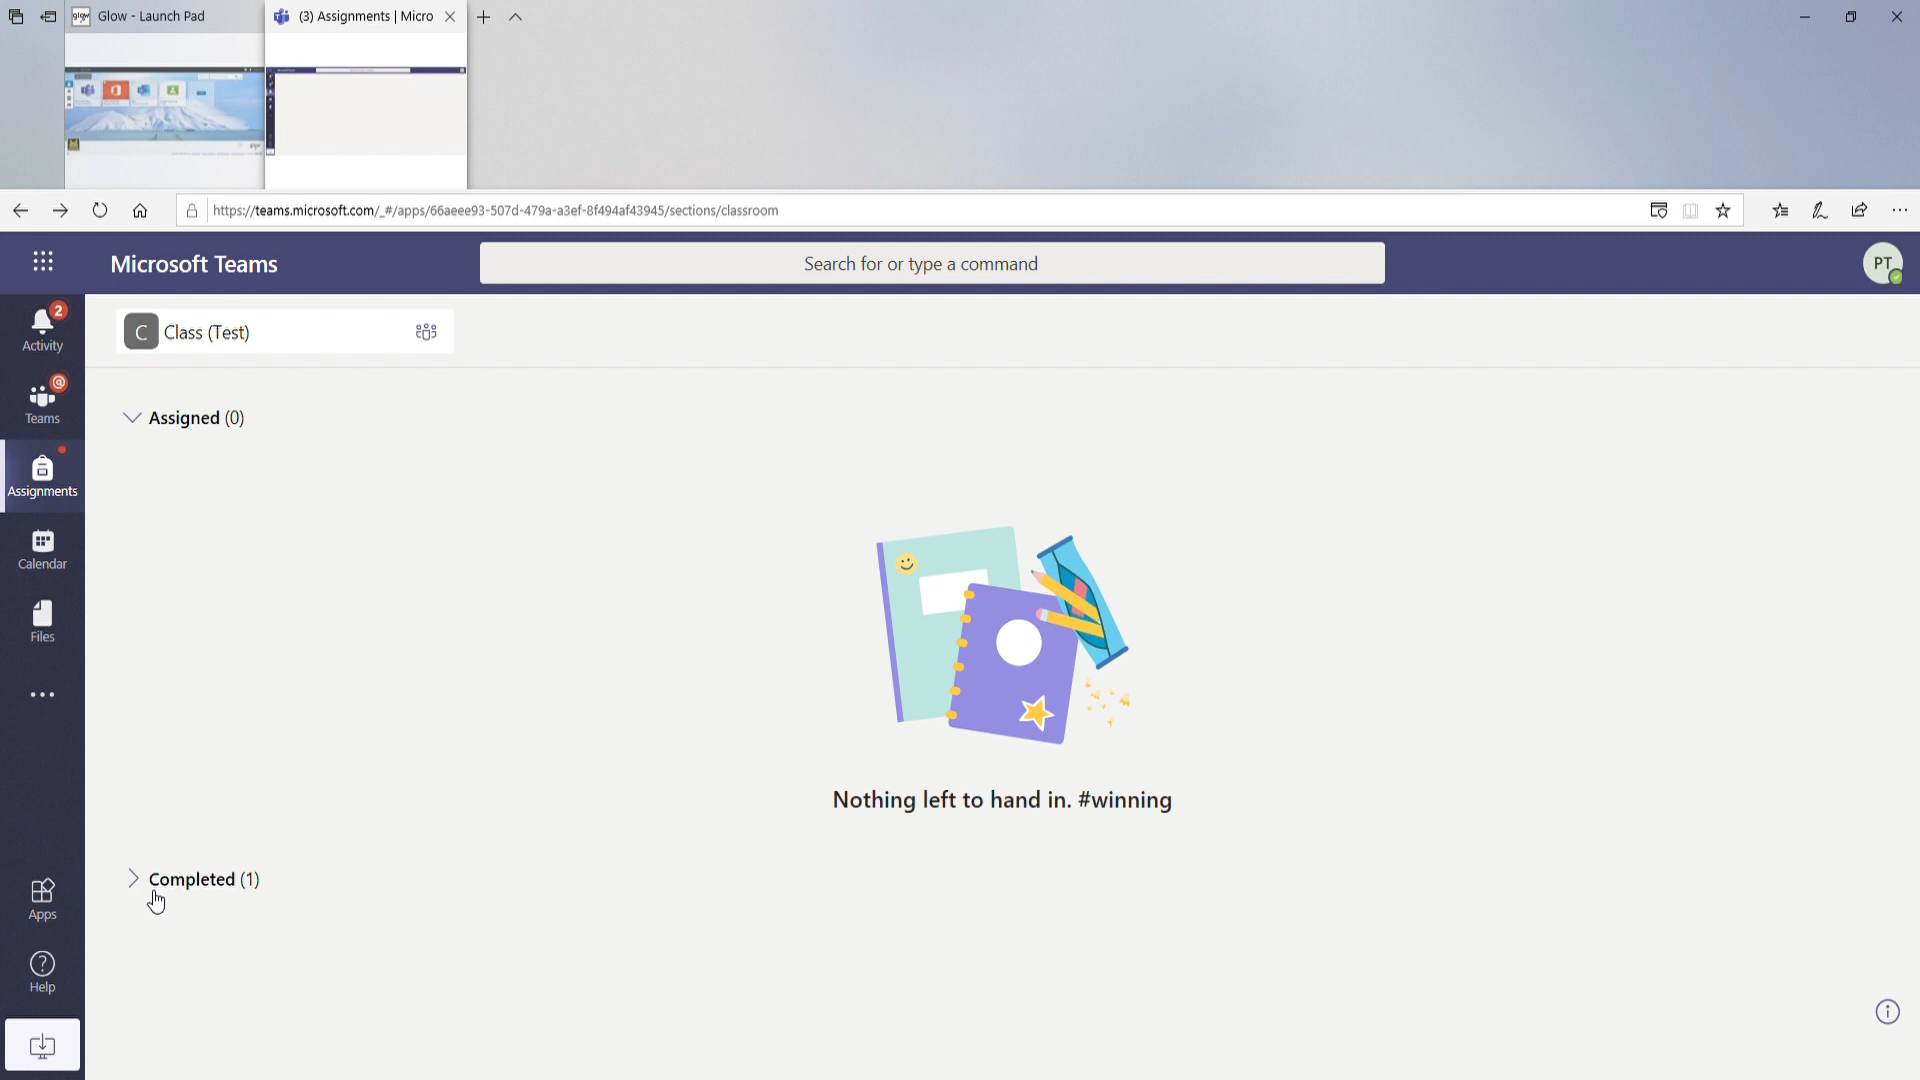 glow Glow - Launch Pad
(3) Assignments | Micro
https://teams.microsoft.com/_#/apps/66aeee93-507d-479a-a3ef-8f494af43945/sections/classroom
Microsoft Teams
Search for or type a command
PT
2
Activity
@
Teams
Assignments
Calendar
Files
Apps
Help
C Class (Test)
Assigned (0)
Nothing left to hand in. #winning
Completed (1)